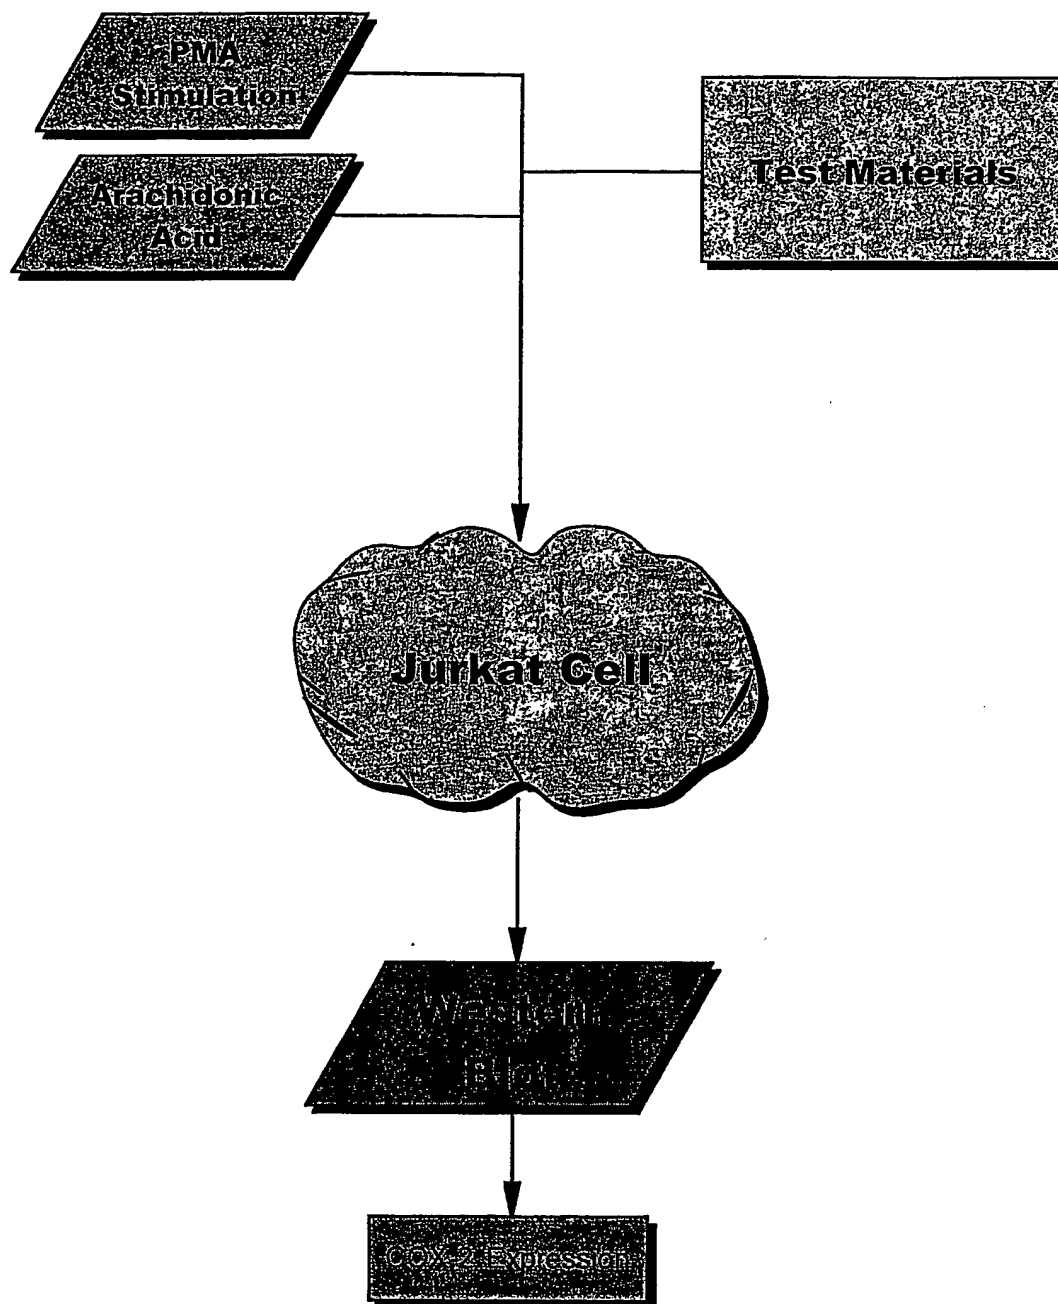 PMA
Stimulation
Test Materials
Arachidonic
Acid
Jurkat Cell
Western
Blot
COX-2 Expression